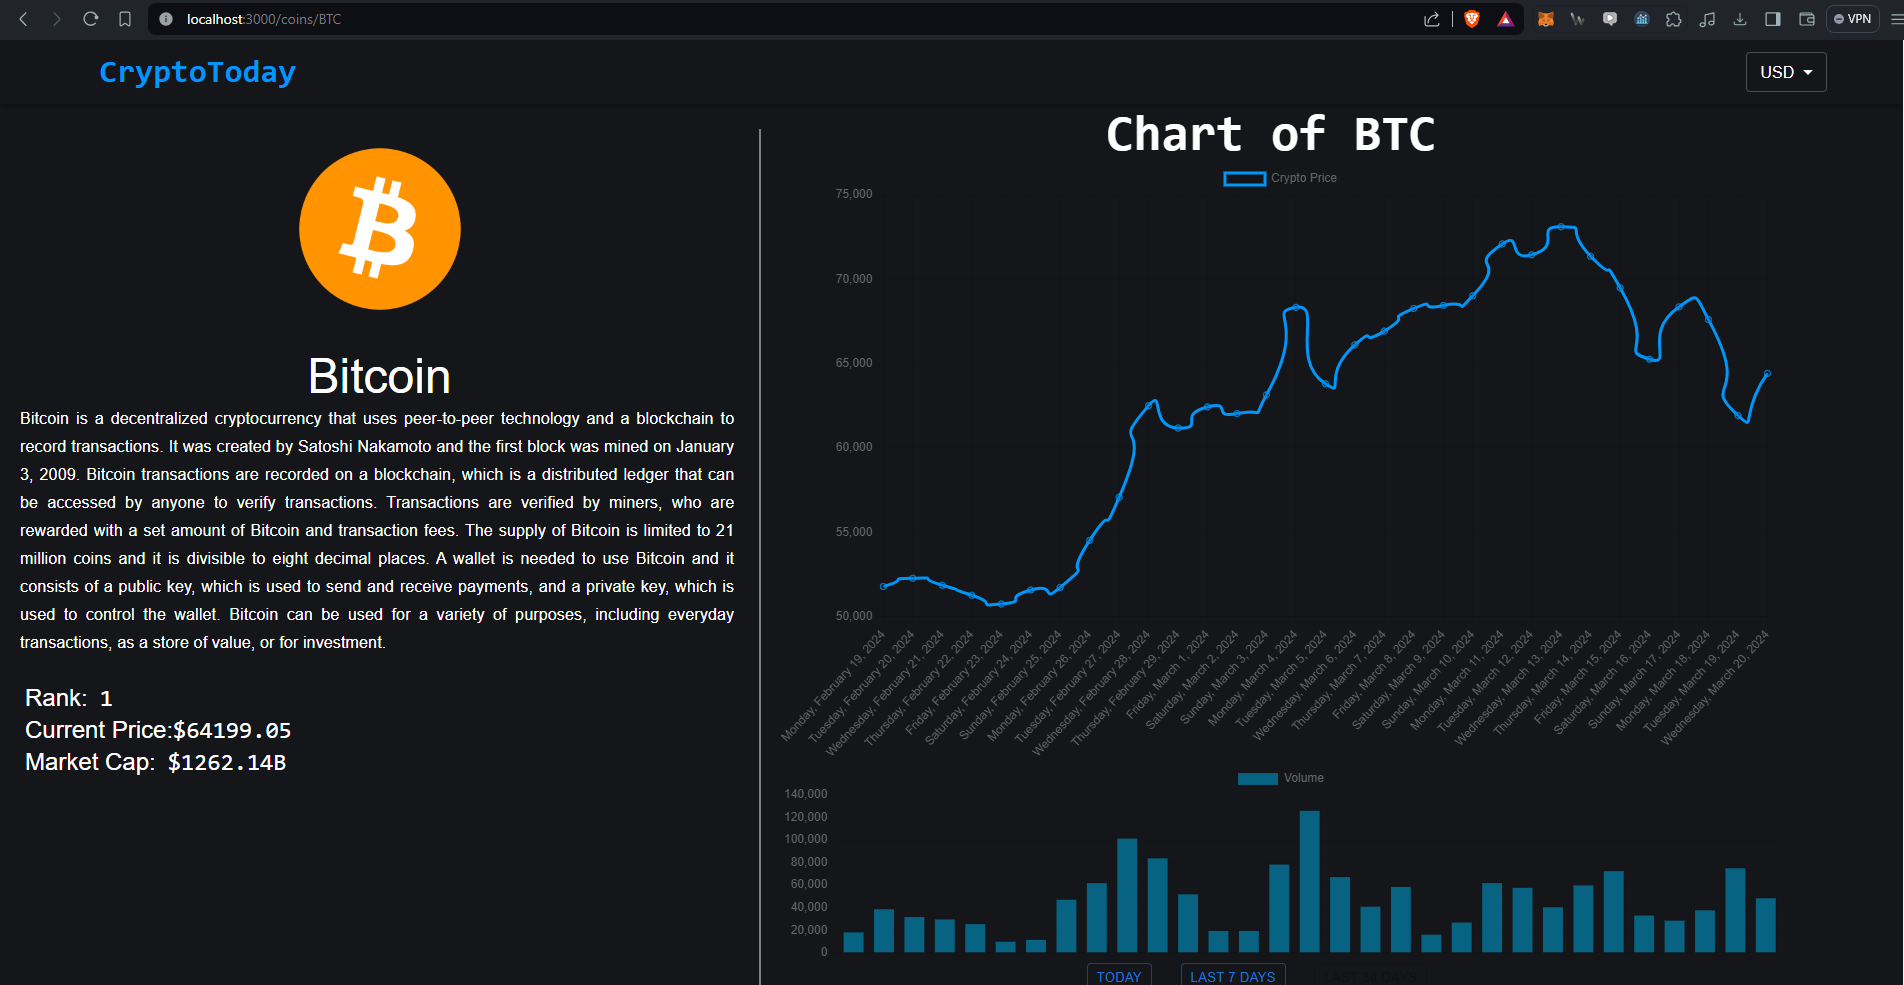 localhost:3000/coins/BTC
VPN
CryptoToday
USD
Bitcoin
Bitcoin is a decentralized cryptocurrency that uses peer-to-peer technology and a blockchain to
record transactions. It was created by Satoshi Nakamoto and the first block was mined on January
3, 2009. Bitcoin transactions are recorded on a blockchain, which is a distributed ledger that can
be accessed by anyone to verify transactions. Transactions are verified by miners, who are
rewarded with a set amount of Bitcoin and transaction fees. The supply of Bitcoin is limited to 21
million coins and it is divisible to eight decimal places. A wallet is needed to use Bitcoin and it
consists of a public key, which is used to send and receive payments, and a private key, which is
used to control the wallet. Bitcoin can be used for a variety of purposes, including everyday
transactions, as a store of value, or for investment.
Rank: 1
Current Price:$64199.05
Market Cap: $1262.14B
Chart of BTC
Crypto Price
75,000
70,000
65,000
60,000
55,000
50,000
Monday, February 19, 2024
Tuesday, February 20, 2024
Wednesday, February 21, 2024
Thursday, February 22, 2024
Friday, February 23, 2024
Saturday, February 24, 2024
Sunday, February 25, 2024
Monday, February 26, 2024
Tuesday, February 27, 2024
Wednesday, February 28, 2024
Thursday, February 29, 2024
Friday, March 1, 2024
Saturday, March 2, 2024
Sunday, March 3, 2024
Monday, March 4, 2024
Tuesday, March 5, 2024
Wednesday, March 6, 2024
Thursday, March 7, 2024
Friday, March 8, 2024
Saturday, March 9, 2024
Sunday, March 10, 2024
Monday, March 11, 2024
Tuesday, March 12, 2024
Wednesday, March 13, 2024
Thursday, March 14, 2024
Friday, March 15, 2024
Saturday, March 16, 2024
Sunday, March 17, 2024
Monday, March 18, 2024
Tuesday, March 19, 2024
Wednesday, March 20, 2024
Volume
140,000
120,000
100,000
80,000
60,000
40,000
20,000
0
TODAY
LAST 7 DAYS